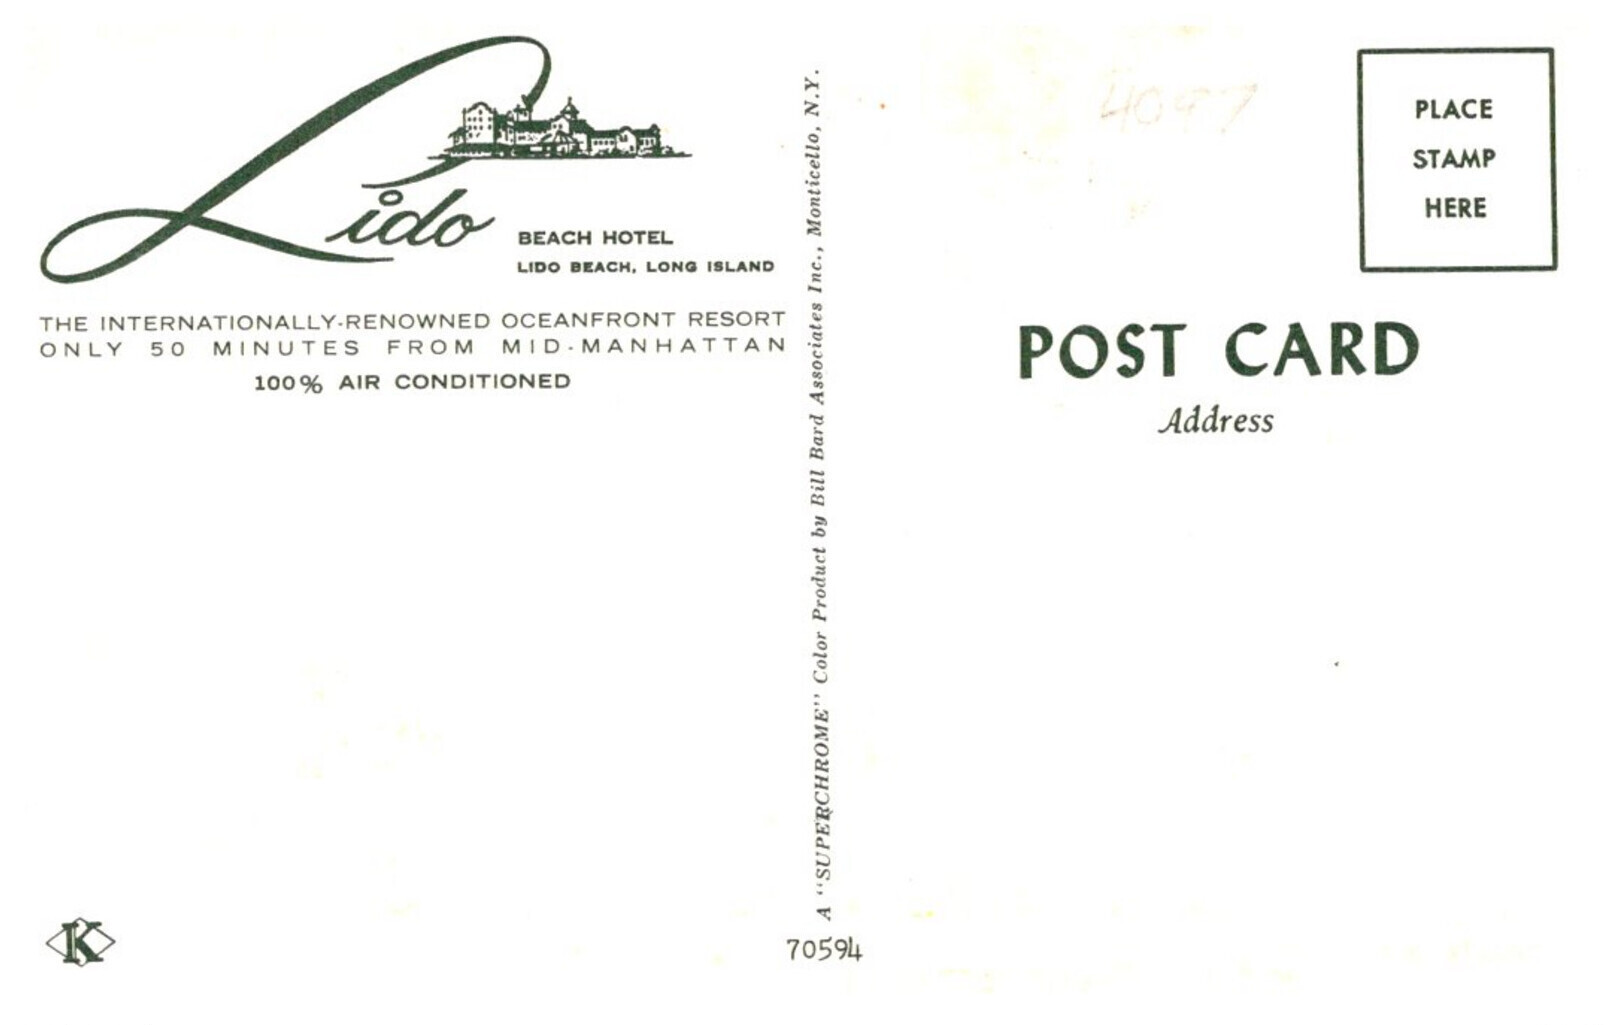 Lido
BEACH HOTEL
LIDO BEACH, LONG ISLAND
THE INTERNATIONALLY-RENOWNED OCEANFRONT RESORT
ONLY 50 MINUTES FROM MID-MANHATTAN
100% AIR CONDITIONED
K
A "SUPERCHROME" Color Product by Bill Bard Associates Inc., Monticello, N.Y.
70594
4097
PLACE
STAMP
HERE
POST CARD
Address